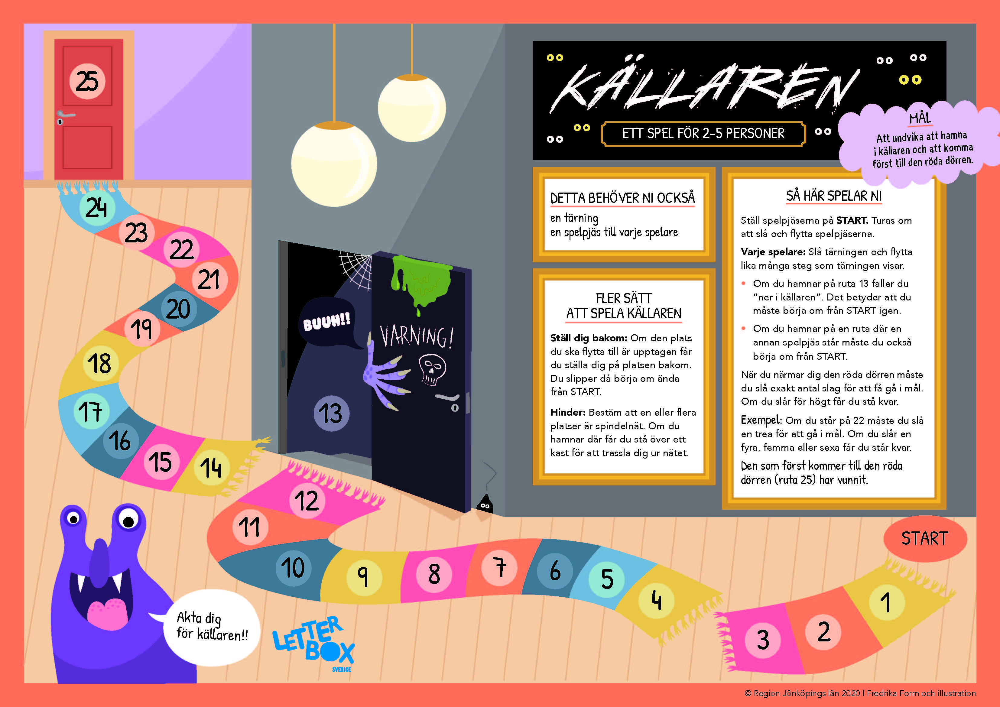 KÄLLAREN
ETT SPEL FÖR 2–5 PERSONER
MÅL
Att undvika att hamna
i källaren och att komma
först till den röda dörren.
DETTA BEHÖVER NI OCKSÅ
en tärning
en spelpjäs till varje spelare
FLER SÄTT
ATT SPELA KÄLLAREN
Ställ dig bakom: Om den plats
du ska flytta till är upptagen får
du ställa dig på platsen bakom.
Du slipper då börja om ända
från START.
Hinder: Bestäm att en eller flera
platser är spindelnät. Om du
hamnar där får du stå över ett
kast för att trassla dig ur nätet.
SÅ HÄR SPELAR NI
Ställ spelpjäserna på START. Turas om
att slå och flytta spelpjäserna.
Varje spelare: Slå tärningen och flytta
lika många steg som tärningen visar.
• Om du hamnar på ruta 13 faller du
”ner i källaren”. Det betyder att du
måste börja om från START igen.
• Om du hamnar på en ruta där en
annan spelpjäs står måste du också
börja om från START.
När du närmar dig den röda dörren måste
du slå exakt antal slag för att få gå i mål.
Om du slår för högt får du stå kvar.
Exempel: Om du står på 22 måste du slå
en trea för att gå i mål. Om du slår en
fyra, femma eller sexa får du står kvar.
Den som först kommer till den röda
dörren (ruta 25) har vunnit.
START
1
2
3
4
5
6
7
8
9
10
11
12
13
BUUH!!
VARNING!
14
15
16
17
18
19
20
21
22
23
24
25
Akta dig
för källaren!!
LETTER
BOX
SVERIGE
© Region Jönköpings län 2020 | Fredrika Form och illustration